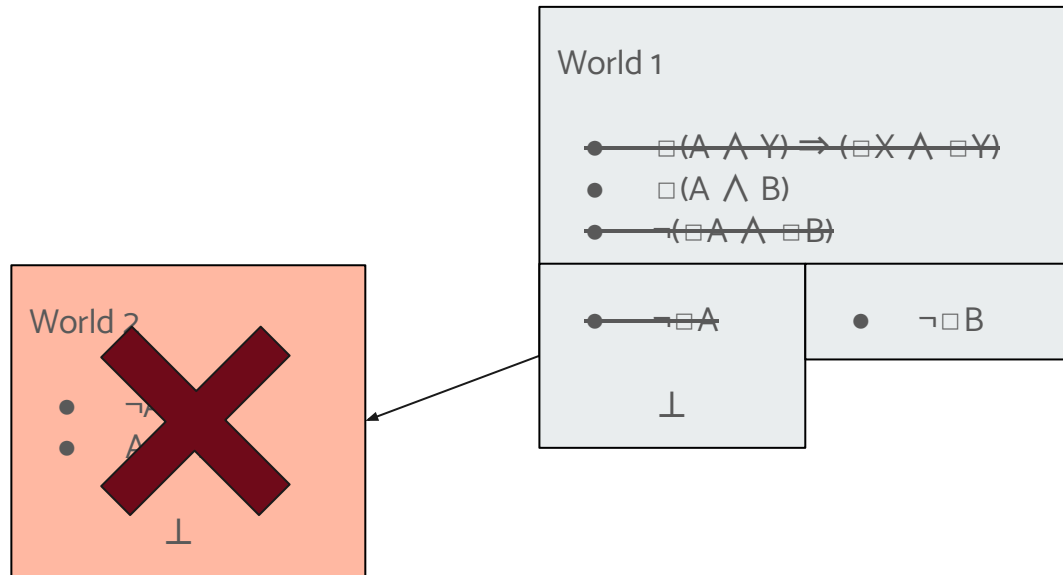 World 1
● □(A ∧ Y) ⇒ (□X ∧ □Y)
● □(A ∧ B)
● ¬(□A ∧ □B)
● ¬□A
⊥
● ¬□B
World 2
● ¬A
● A
⊥